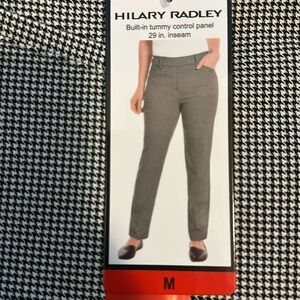 HILARY RADLEY
Built-in tummy control panel
29 in. inseam
M